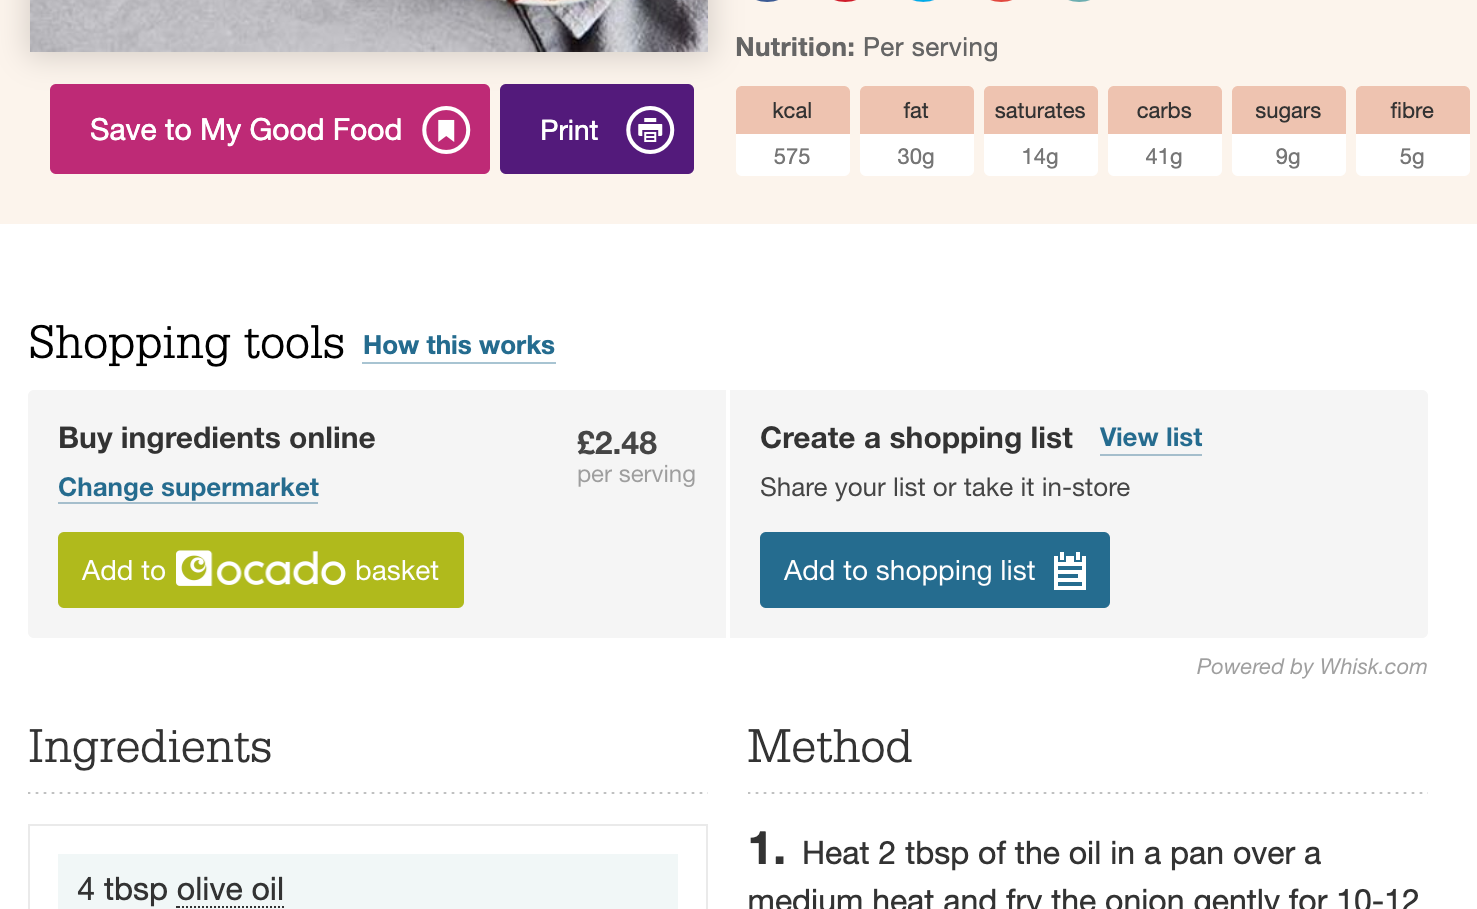 Nutrition: Per serving
kcal fat saturates carbs sugars fibre
575 30g 14g 41g 9g 5g
Save to My Good Food
Print
Shopping tools How this works
Buy ingredients online
£2.48
per serving
Change supermarket
Add to ocado basket
Create a shopping list View list
Share your list or take it in-store
Add to shopping list
Powered by Whisk.com
Ingredients
4 tbsp olive oil
Method
1. Heat 2 tbsp of the oil in a pan over a
medium heat and fry the onion gently for 10-12